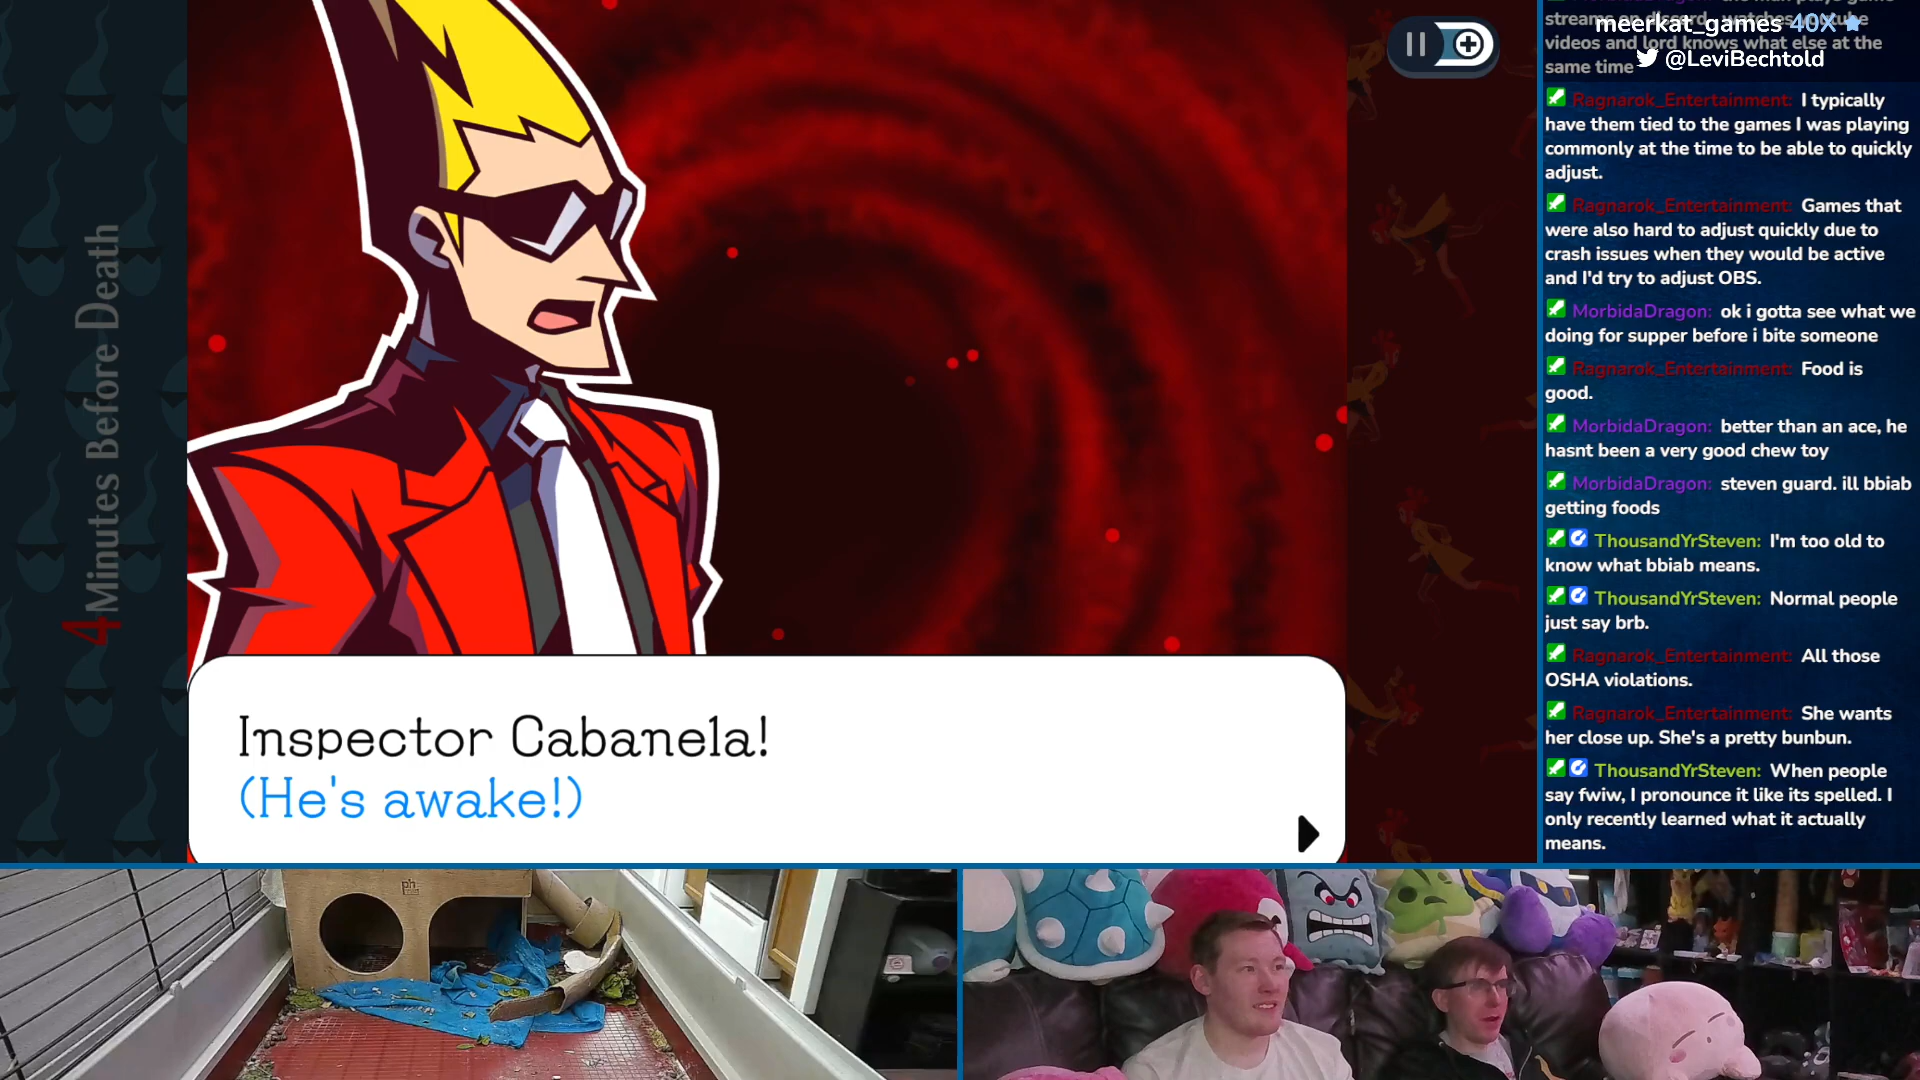 4 Minutes Before Death
Inspector Cabanela!
(He's awake!)
meerkat_games 40X
@LeviBechtold
videos and lord knows what else at the
same time
Ragnarok_Entertainment: I typically
have them tied to the games I was playing
commonly at the time to be able to quickly
adjust.
Ragnarok_Entertainment: Games that
were also hard to adjust quickly due to
crash issues when they would be active
and I'd try to adjust OBS.
MorbidaDragon: ok i gotta see what we
doing for supper before i bite someone
Ragnarok_Entertainment: Food is
good.
MorbidaDragon: better than an ace, he
hasnt been a very good chew toy
MorbidaDragon: steven guard. ill bbiab
getting foods
ThousandYrSteven: I'm too old to
know what bbiab means.
ThousandYrSteven: Normal people
just say brb.
Ragnarok_Entertainment: All those
OSHA violations.
Ragnarok_Entertainment: She wants
her close up. She's a pretty bunbun.
ThousandYrSteven: When people
say fwiw, I pronounce it like its spelled. I
only recently learned what it actually
means.
ph